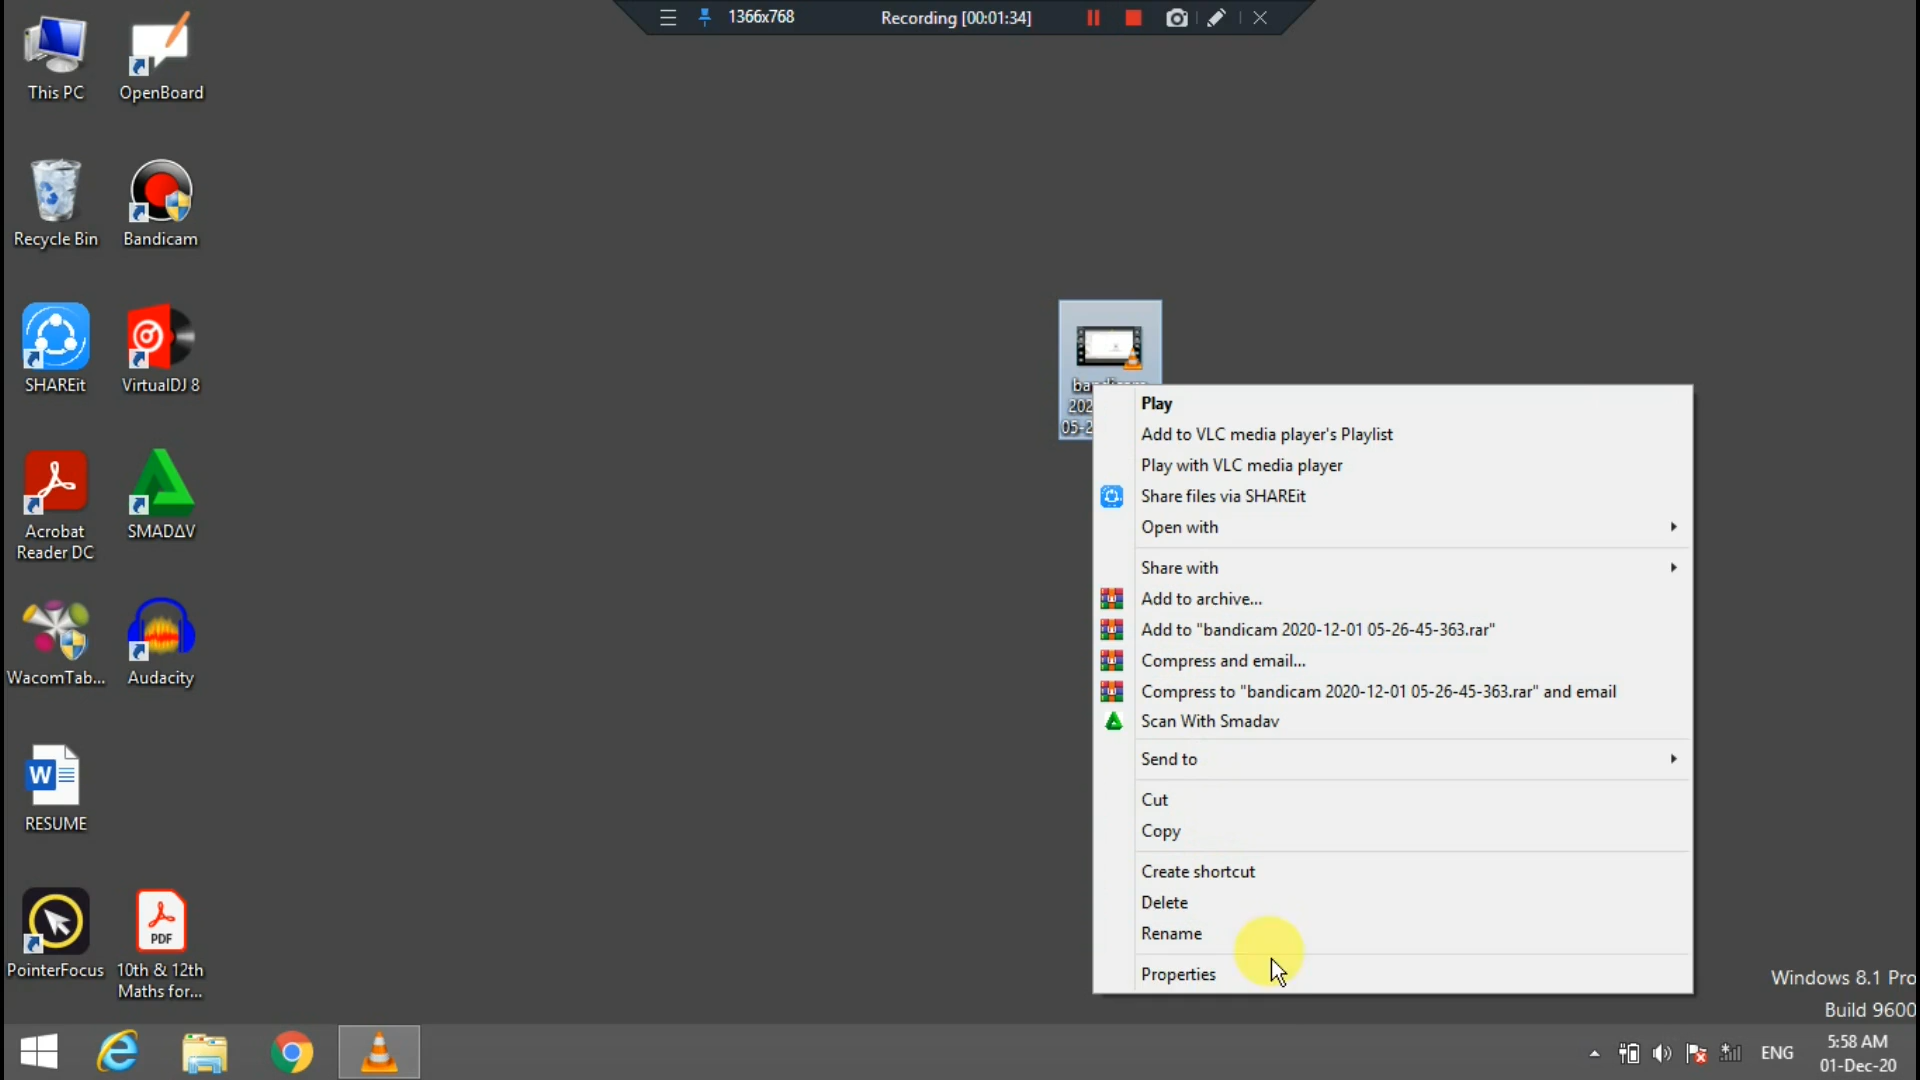 1366x768
Recording [00:01:34]
This PC
OpenBoard
Recycle Bin
Bandicam
SHAREit
VirtualDJ 8
Acrobat
Reader DC
SMADΔV
WacomTab...
Audacity
RESUME
PointerFocus
10th & 12th
Maths for...
PDF
W
Play
Add to VLC media player's Playlist
Play with VLC media player
Share files via SHAREit
Open with
Share with
Add to archive...
Add to "bandicam 2020-12-01 05-26-45-363.rar"
Compress and email...
Compress to "bandicam 2020-12-01 05-26-45-363.rar" and email
Scan With Smadav
Send to
Cut
Copy
Create shortcut
Delete
Rename
Properties
Windows 8.1 Pro
Build 9600
ENG
5:58 AM
01-Dec-20